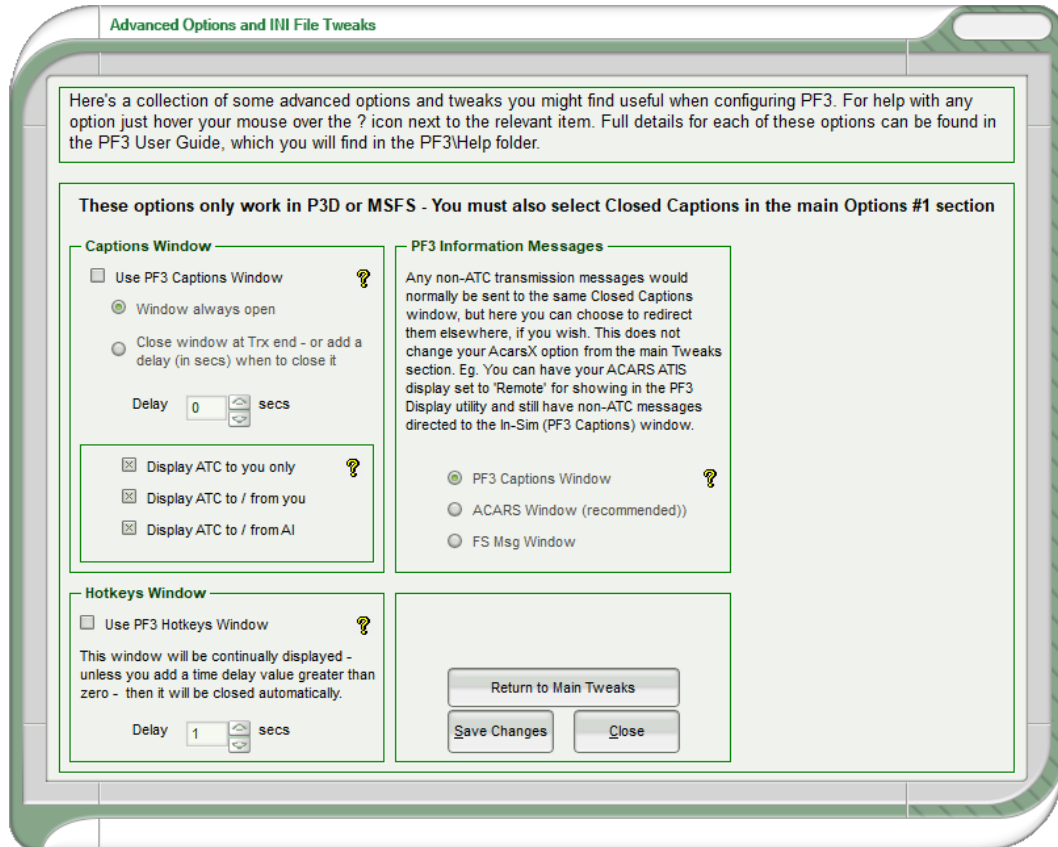 Advanced Options and INI File Tweaks
Here's a collection of some advanced options and tweaks you might find useful when configuring PF3. For help with any
option just hover your mouse over the ? icon next to the relevant item. Full details for each of these options can be found in
the PF3 User Guide, which you will find in the PF3\Help folder.
These options only work in P3D or MSFS - You must also select Closed Captions in the main Options #1 section
Captions Window
Use PF3 Captions Window
?
Window always open
Close window at Trx end - or add a
delay (in secs) when to close it
Delay 0 secs
Display ATC to you only
?
Display ATC to / from you
Display ATC to / from AI
PF3 Information Messages
Any non-ATC transmission messages would
normally be sent to the same Closed Captions
window, but here you can choose to redirect
them elsewhere, if you wish. This does not
change your AcarsX option from the main Tweaks
section. Eg. You can have your ACARS ATIS
display set to 'Remote' for showing in the PF3
Display utility and still have non-ATC messages
directed to the In-Sim (PF3 Captions) window.
PF3 Captions Window
?
ACARS Window (recommended))
FS Msg Window
Hotkeys Window
Use PF3 Hotkeys Window
?
This window will be continually displayed -
unless you add a time delay value greater than
zero - then it will be closed automatically.
Delay 1 secs
Return to Main Tweaks
Save Changes
Close